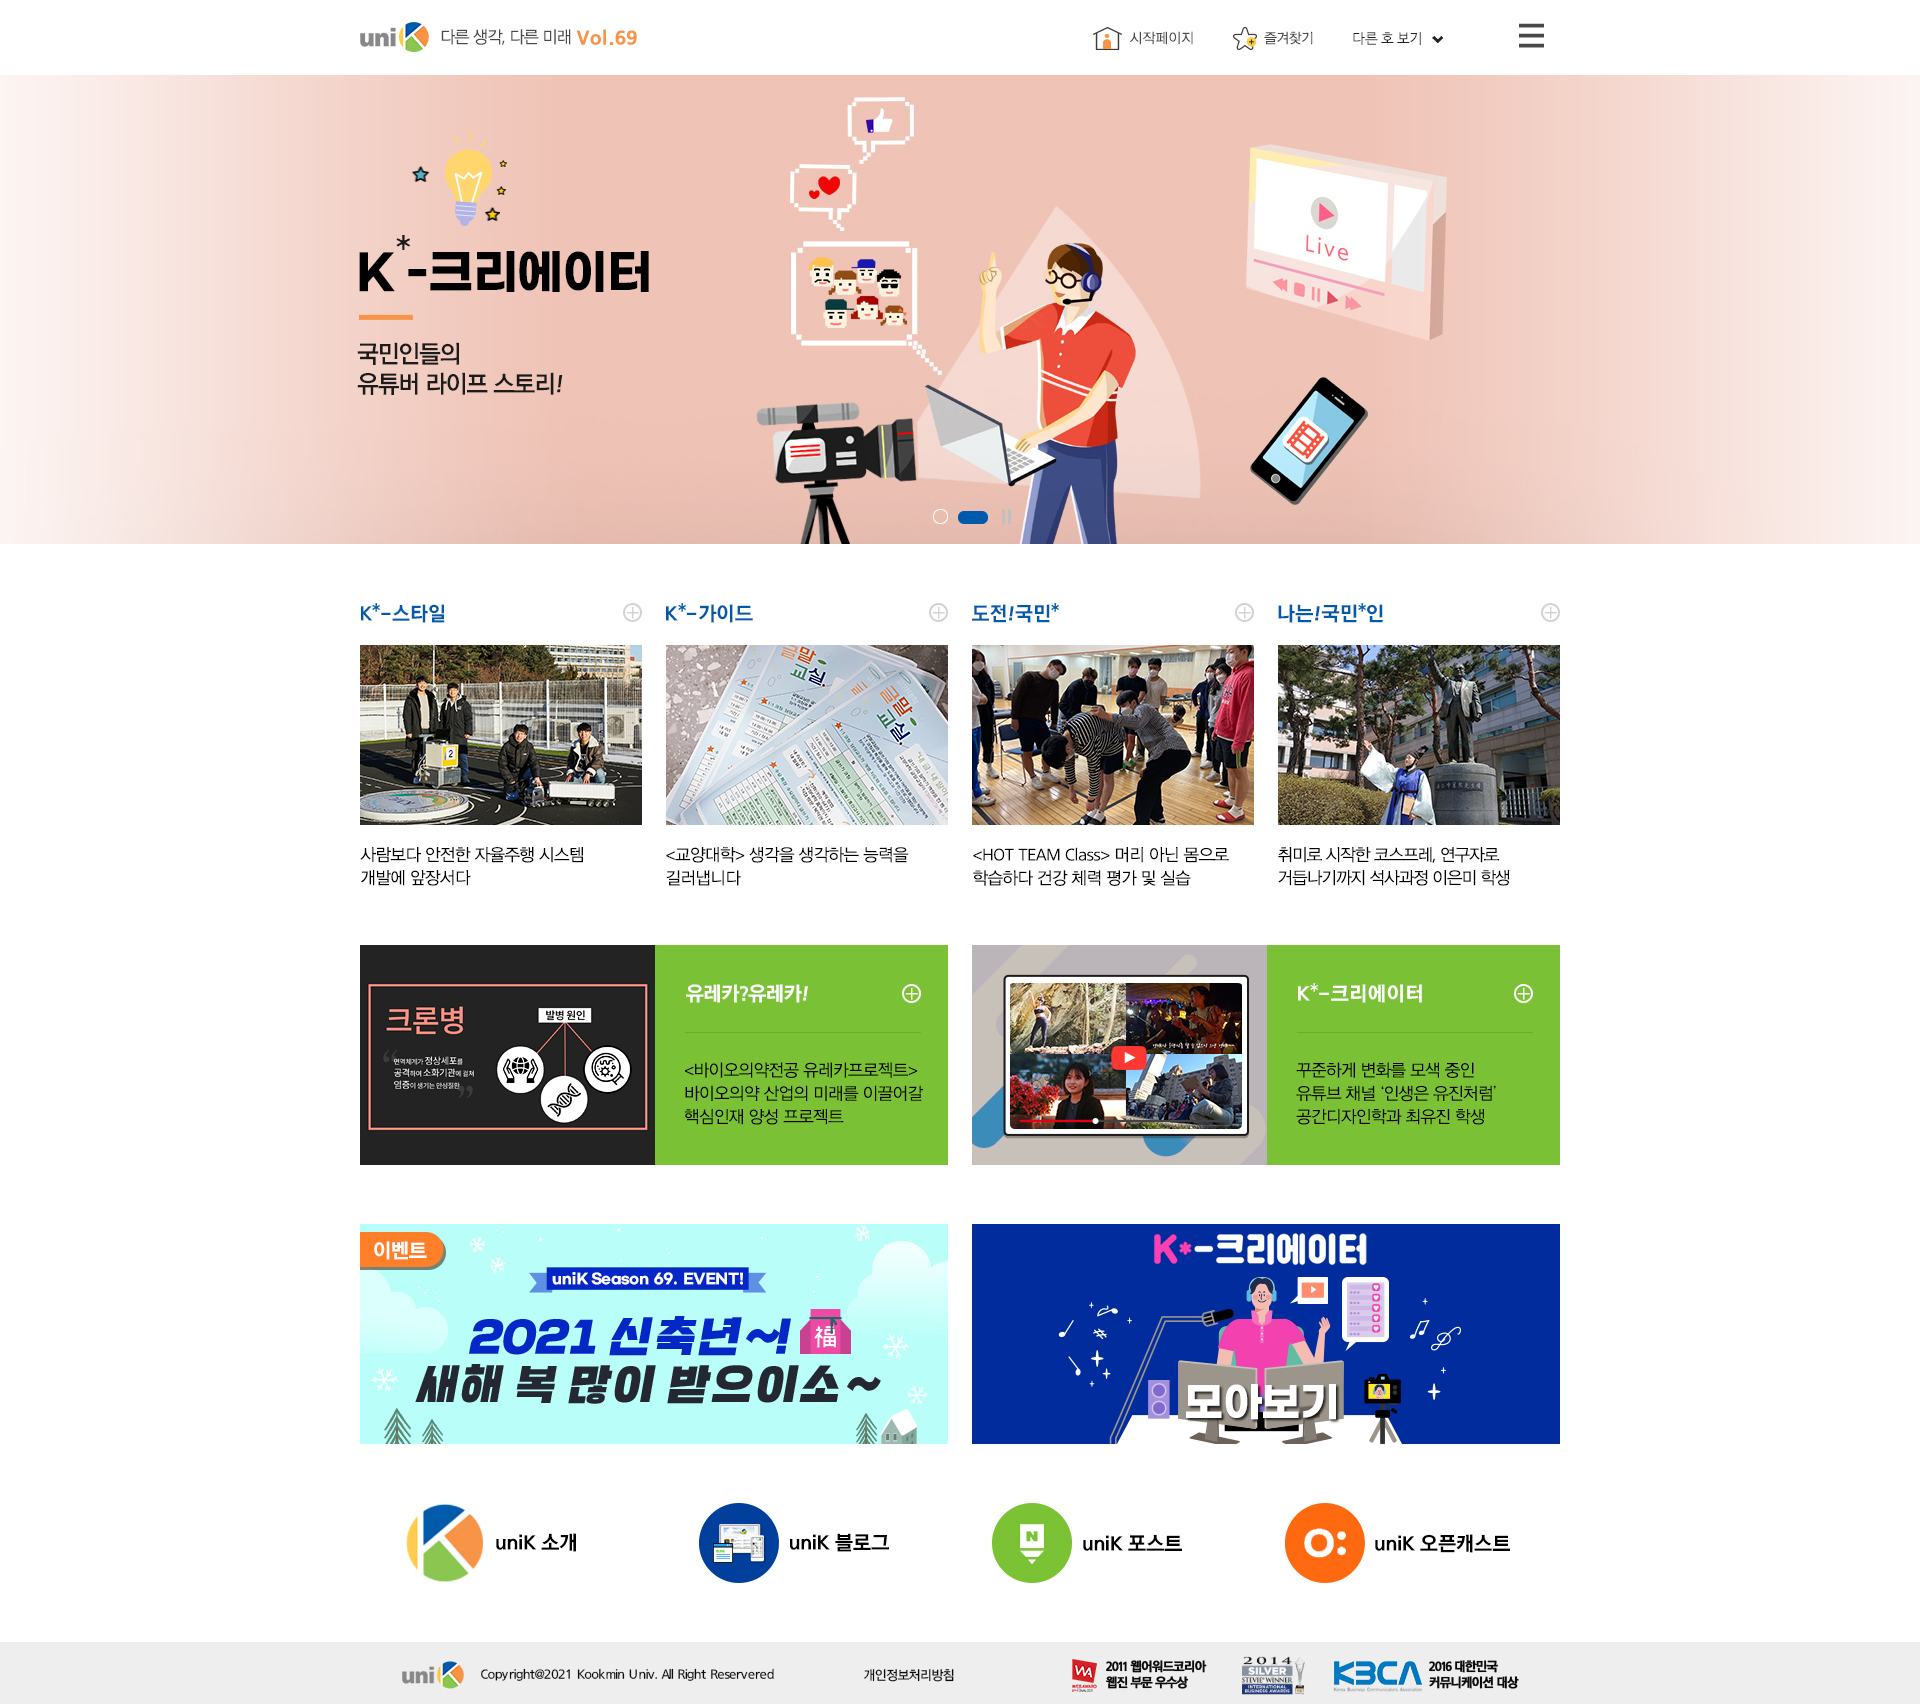 uniK 다른 생각, 다른 미래 Vol.69
시작페이지
즐겨찾기
다른 호 보기
K*-크리에이터
국민인들의
유튜버 라이프 스토리!
Live
K*-스타일
K*-가이드
도전!국민*
나는!국민*인
2
글말
교실.
글말
교실.
사람보다 안전한 자율주행 시스템
개발에 앞장서다
<교양대학> 생각을 생각하는 능력을
길러냅니다
<HOT TEAM Class> 머리 아닌 몸으로
학습하다 건강 체력 평가 및 실습
취미로 시작한 코스프레, 연구자로
거듭나기까지 석사과정 이은미 학생
크론병
발병 원인
면역체계가 정상세포를
공격하여 소화기관에 걸쳐
염증이 생기는 만성질환
유레카?유레카!
<바이오의약전공 유레카프로젝트>
바이오의약 산업의 미래를 이끌어갈
핵심인재 양성 프로젝트
K*-크리에이터
꾸준하게 변화를 모색 중인
유튜브 채널 ‘인생은 유진처럼’
공간디자인학과 최유진 학생
이벤트
uniK Season 69. EVENT!
2021 신축년~!
福
새해 복 많이 받으이소~
K*-크리에이터
모아보기
uniK 소개
uniK 블로그
N
uniK 포스트
uniK 오픈캐스트
uniK
Copyright@2021 Kookmin Univ. All Right Reservered
개인정보처리방침
WA
2011 웹어워드코리아
웹진 부문 우수상
2014
SILVER
STEVIE WINNER
INTERNATIONAL
BUSINESS AWARDS
KBCA
Korea Business Communicators Association
2016 대한민국
커뮤니케이션 대상